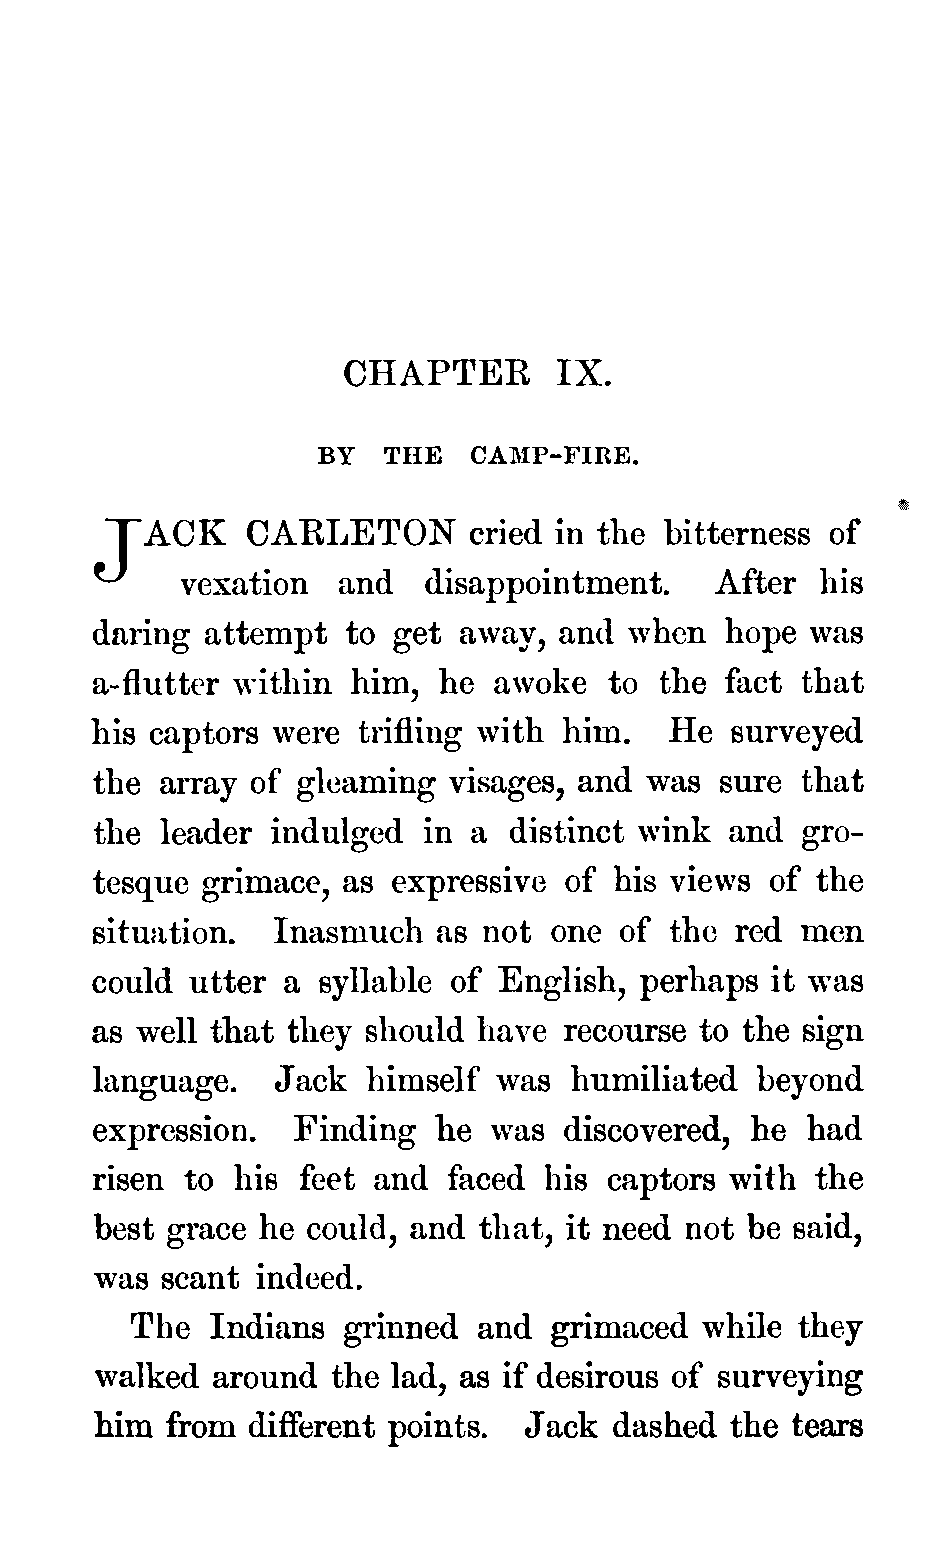 CHAPTER IX.
BY THE CAMP-FIRE.
JACK CARLETON cried in the bitterness of
vexation and disappointment. After his
daring attempt to get away, and when hope was
a-flutter within him, he awoke to the fact that
his captors were trifling with him. He surveyed
the array of gleaming visages, and was sure that
the leader indulged in a distinct wink and gro-
tesque grimace, as expressive of his views of the
situation. Inasmuch as not one of the red men
could utter a syllable of English, perhaps it was
as well that they should have recourse to the sign
language. Jack himself was humiliated beyond
expression. Finding he was discovered, he had
risen to his feet and faced his captors with the
best grace he could, and that, it need not be said,
was scant indeed.
The Indians grinned and grimaced while they
walked around the lad, as if desirous of surveying
him from different points. Jack dashed the tears